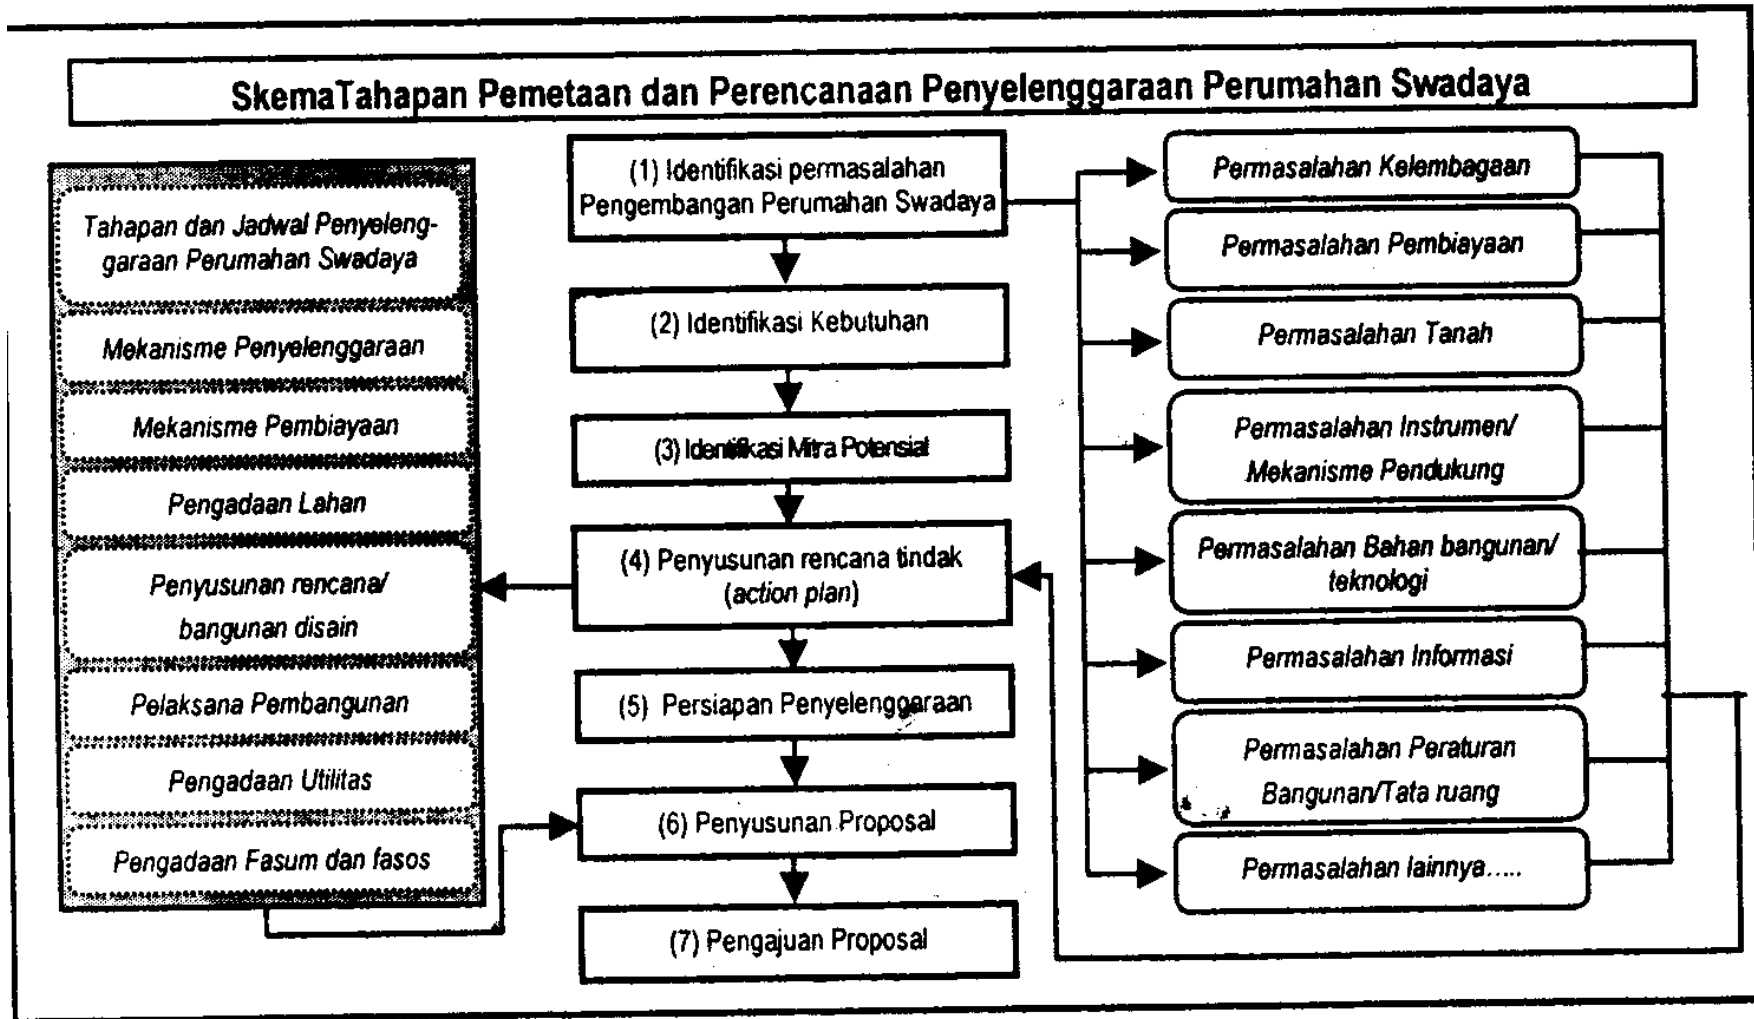 SkemaTahapan Pemetaan dan Perencanaan Penyelenggaraan Perumahan Swadaya
Tahapan dan Jadwal Penyeleng-
garaan Perumahan Swadaya
Mekanisme Penyelenggaraan
Mekanisme Pembiayaan
Pengadaan Lahan
Penyusunan rencana/
bangunan disain
Pelaksana Pembangunan
Pengadaan Utilitas
Pengadaan Fasum dan fasos
(1) Identifikasi permasalahan
Pengembangan Perumahan Swadaya
(2) Identifikasi Kebutuhan
(3) Identifikasi Mitra Potensial
(4) Penyusunan rencana tindak
(action plan)
(5) Persiapan Penyelenggaraan
(6) Penyusunan Proposal
(7) Pengajuan Proposal
Permasalahan Kelembagaan
Permasalahan Pembiayaan
Permasalahan Tanah
Permasalahan Instrumen/
Mekanisme Pendukung
Permasalahan Bahan bangunan/
teknologi
Permasalahan Informasi
Permasalahan Peraturan
Bangunan/Tata ruang
Permasalahan lainnya.....